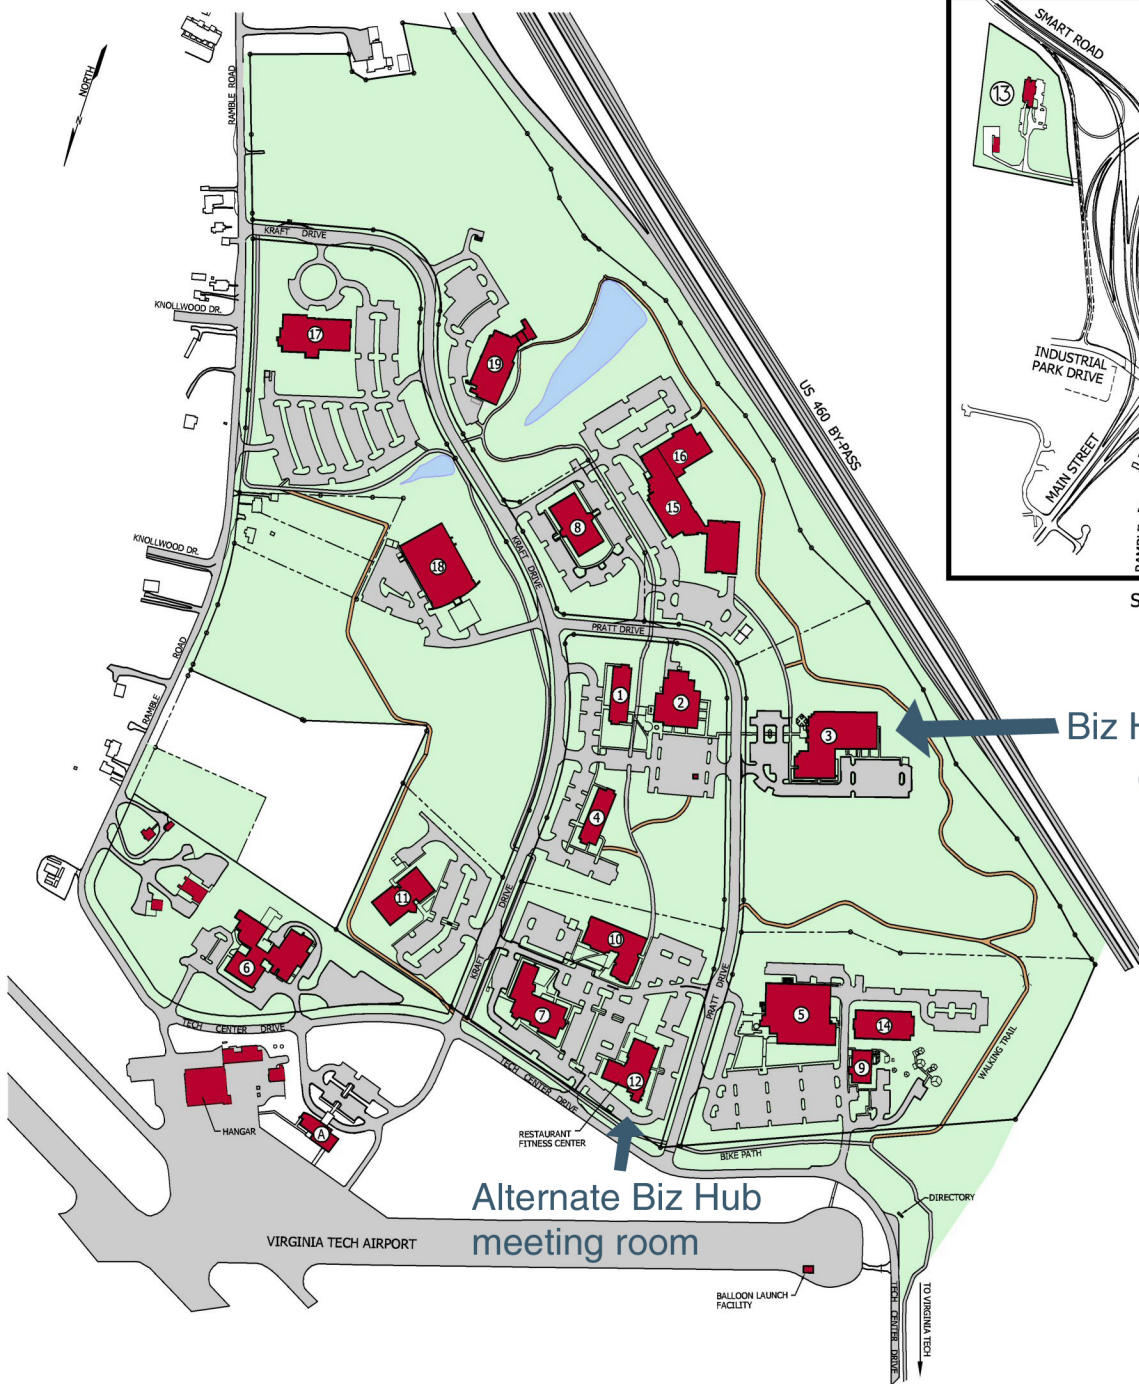 NORTH
N
RAMBLE ROAD
SMART ROAD
13
KRAFT DRIVE
KNOLLWOOD DR.
17
19
US 460 BY-PASS
INDUSTRIAL
PARK DRIVE
MAIN STREET
16
15
8
KNOLLWOOD DR.
18
KRAFT DRIVE
S
PRATT DRIVE
RAMBLE ROAD
1
2
3
Biz H
4
11
DRIVE
KRAFT
10
6
7
PRATT DRIVE
5
14
9
WALKING TRAIL
TECH CENTER DRIVE
TECH CENTER DRIVE
12
HANGAR
A
RESTAURANT
FITNESS CENTER
BIKE PATH
Alternate Biz Hub
meeting room
DIRECTORY
VIRGINIA TECH AIRPORT
BALLOON LAUNCH
FACILITY
TECH CENTER DRIVE
TO VIRGINIA TECH